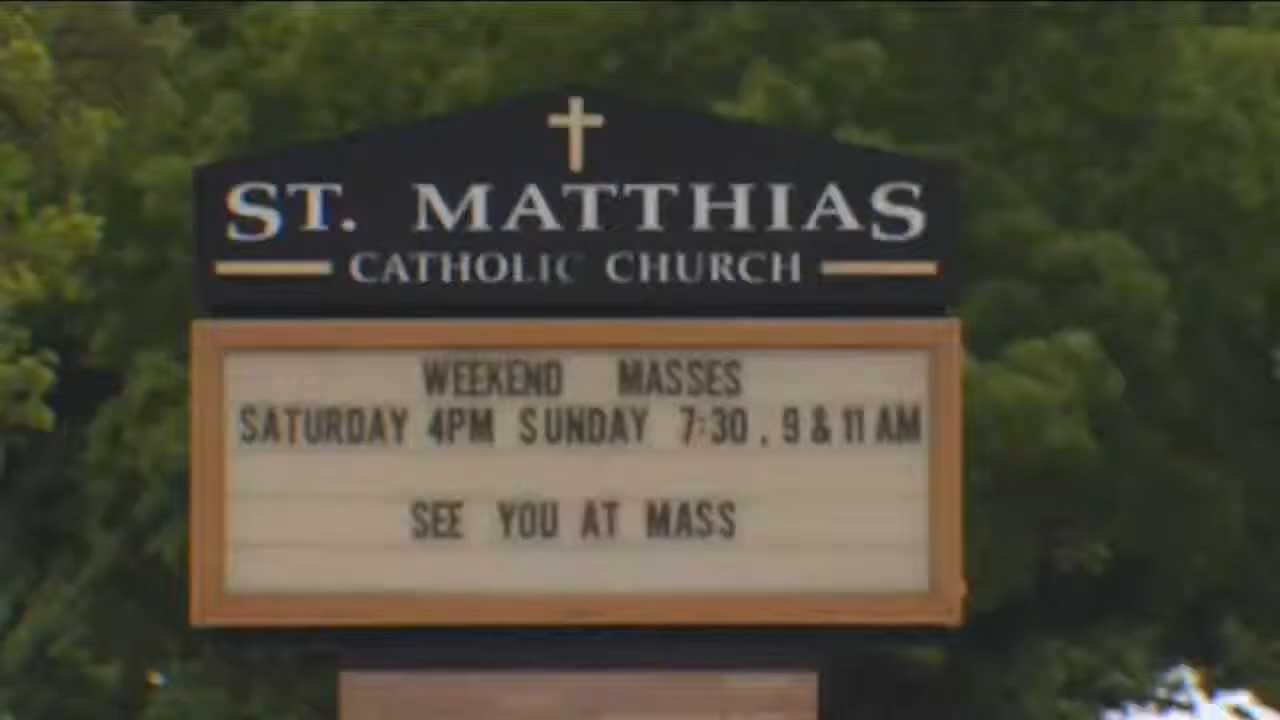 ST. MATTHIAS
CATHOLIC CHURCH
WEEKEND MASSES
SATURDAY 4PM SUNDAY 7:30, 9 & 11 AM
SEE YOU AT MASS